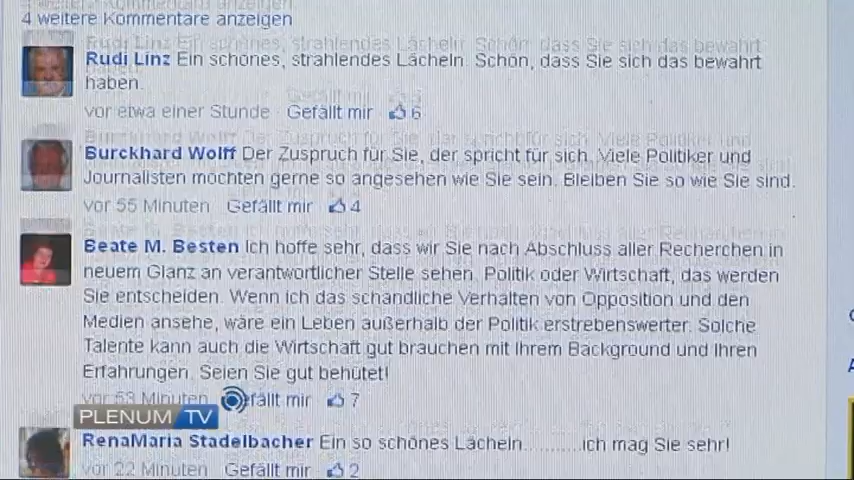 4 weitere Kommentare anzeigen
Rudi Linz Ein schönes, strahlendes Lächeln. Schön, dass Sie sich das bewahrt
haben.
vor etwa einer Stunde · Gefällt mir · 6
Burckhard Wolff Der Zuspruch für Sie, der spricht für sich. Viele Politiker und
Journalisten möchten gerne so angesehen wie Sie sein. Bleiben Sie so wie Sie sind.
vor 55 Minuten · Gefällt mir · 4
Beate M. Besten Ich hoffe sehr, dass wir Sie nach Abschluss aller Recherchen in
neuem Glanz an verantwortlicher Stelle sehen. Politik oder Wirtschaft, das werden
Sie entscheiden. Wenn ich das schändliche Verhalten von Opposition und den
Medien ansehe, wäre ein Leben außerhalb der Politik erstrebenswerter. Solche
Talente kann auch die Wirtschaft gut brauchen mit Ihrem Background und Ihren
Erfahrungen. Seien Sie gut behütet!
vor 53 Minuten · Gefällt mir · 7
PLENUM TV
RenaMaria Stadelbacher Ein so schönes Lächeln...........ich mag Sie sehr!
vor 22 Minuten · Gefällt mir · 2